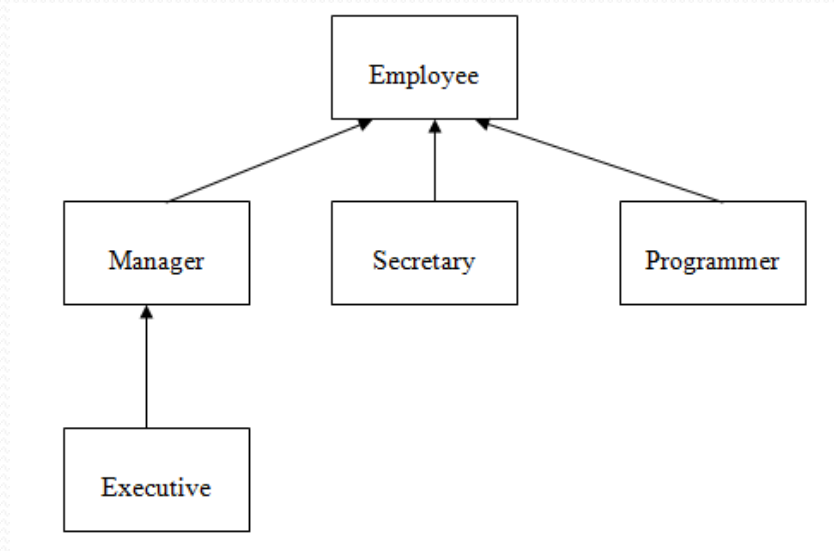 Employee
Manager
Secretary
Programmer
Executive